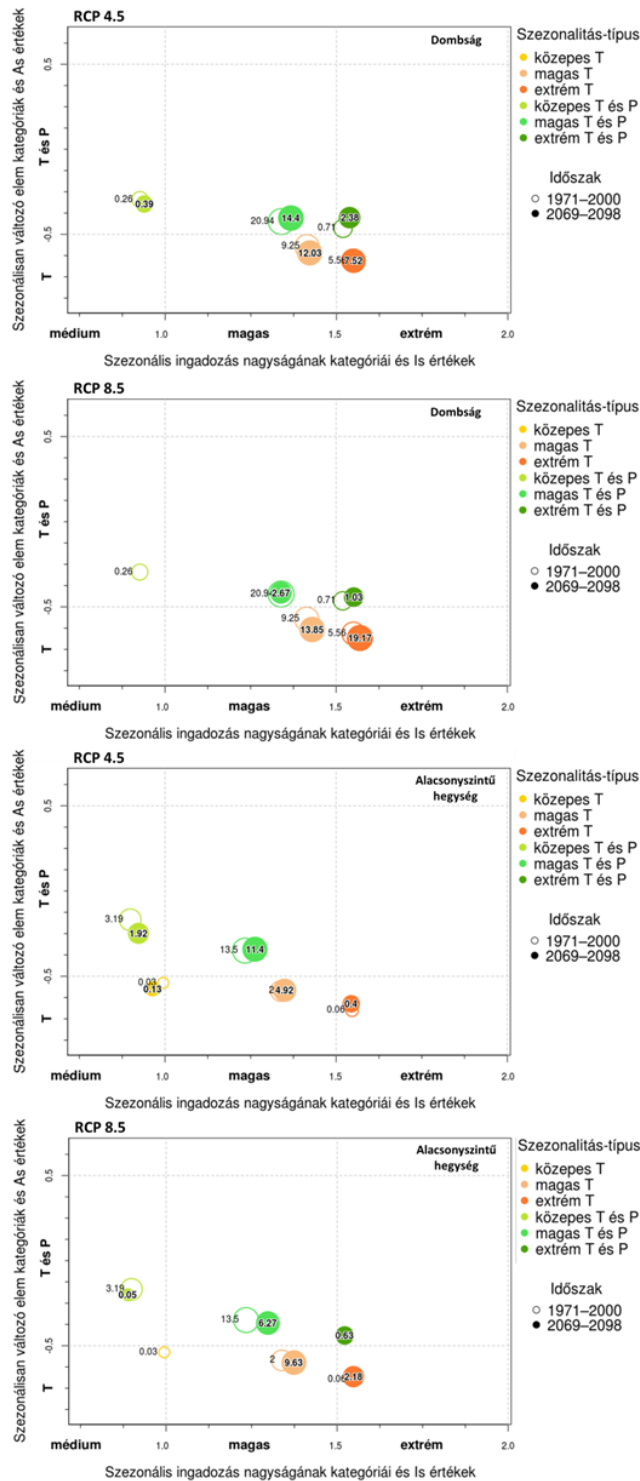 RCP 4.5
Dombság
Szezonálisan változó elem kategóriák és As értékek
T és P
T
0.5
-0.5
0.26
0.39
20.94
14.4
9.25
12.03
0.71
2.38
7.52
médium
1.0
magas
1.5
extrém
2.0
Szezonális ingadozás nagyságának kategóriái és Is értékek
Szezonalitás-típus
közepes T
magas T
extrém T
közepes T és P
magas T és P
extrém T és P
Időszak
1971–2000
2069–2098
RCP 8.5
Dombság
Szezonálisan változó elem kategóriák és As értékek
T és P
T
0.5
-0.5
0.26
2.67
9.25
13.85
0.71
1.03
5.56
19.17
médium
1.0
magas
1.5
extrém
2.0
Szezonális ingadozás nagyságának kategóriái és Is értékek
Szezonalitás-típus
közepes T
magas T
extrém T
közepes T és P
magas T és P
extrém T és P
Időszak
1971–2000
2069–2098
RCP 4.5
Alacsonyszintű
hegység
Szezonálisan változó elem kategóriák és As értékek
T és P
T
0.5
-0.5
3.19
1.92
0.03
0.13
13.5
11.4
2
4.92
0.06
0.4
médium
1.0
magas
1.5
extrém
2.0
Szezonális ingadozás nagyságának kategóriái és Is értékek
Szezonalitás-típus
közepes T
magas T
extrém T
közepes T és P
magas T és P
extrém T és P
Időszak
1971–2000
2069–2098
RCP 8.5
Alacsonyszintű
hegység
Szezonálisan változó elem kategóriák és As értékek
T és P
T
0.5
-0.5
3.19
0.05
0.03
13.5
6.27
2
9.63
0.63
0.06
2.18
médium
1.0
magas
1.5
extrém
2.0
Szezonális ingadozás nagyságának kategóriái és Is értékek
Szezonalitás-típus
közepes T
magas T
extrém T
közepes T és P
magas T és P
extrém T és P
Időszak
1971–2000
2069–2098